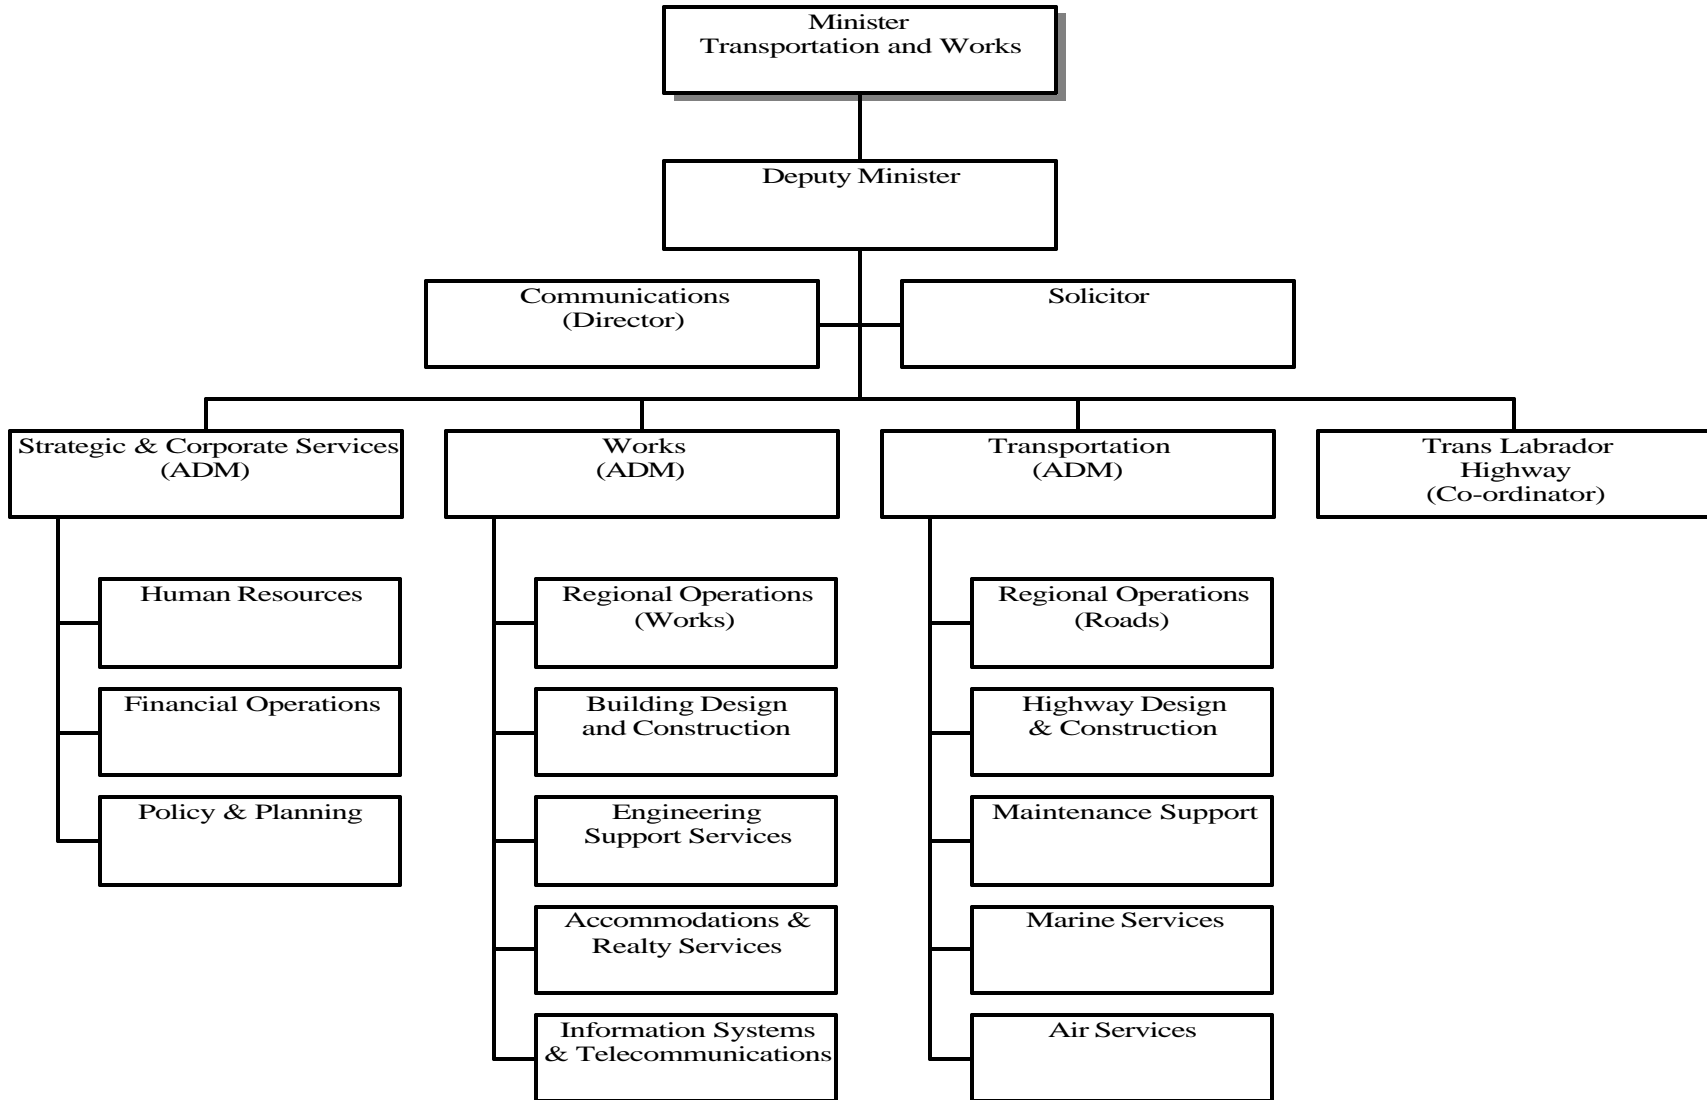 Minister
Transportation and Works
Deputy Minister
Communications
(Director)
Solicitor
Strategic & Corporate Services
(ADM)
Works
(ADM)
Transportation
(ADM)
Trans Labrador
Highway
(Co-ordinator)
Human Resources
Financial Operations
Policy & Planning
Regional Operations
(Works)
Building Design
and Construction
Engineering
Support Services
Accommodations &
Realty Services
Information Systems
& Telecommunications
Regional Operations
(Roads)
Highway Design
& Construction
Maintenance Support
Marine Services
Air Services